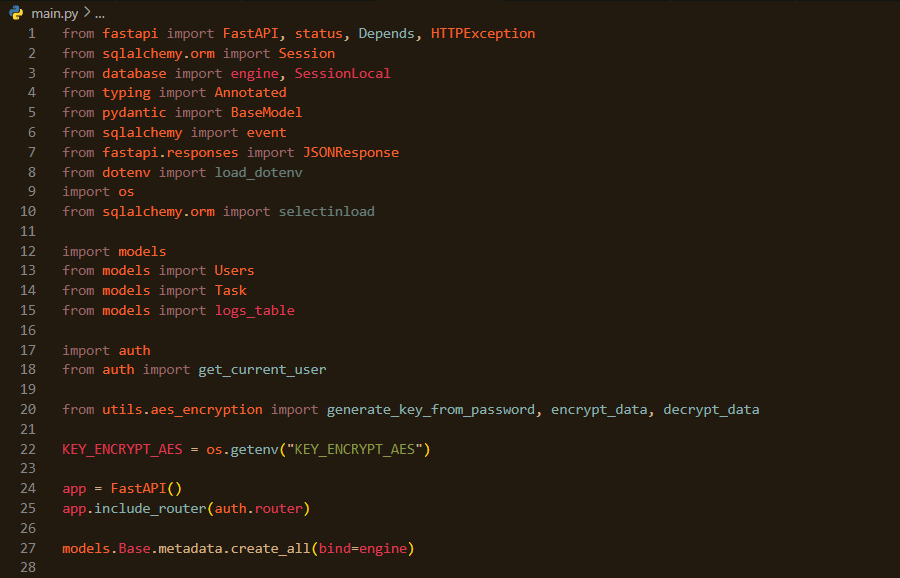 main.py > ...
1 from fastapi import FastAPI, status, Depends, HTTPException
2 from sqlalchemy.orm import Session
3 from database import engine, SessionLocal
4 from typing import Annotated
5 from pydantic import BaseModel
6 from sqlalchemy import event
7 from fastapi.responses import JSONResponse
8 from dotenv import load_dotenv
9 import os
10 from sqlalchemy.orm import selectinload
11
12 import models
13 from models import Users
14 from models import Task
15 from models import logs_table
16
17 import auth
18 from auth import get_current_user
19
20 from utils.aes_encryption import generate_key_from_password, encrypt_data, decrypt_data
21
22 KEY_ENCRYPT_AES = os.getenv("KEY_ENCRYPT_AES")
23
24 app = FastAPI()
25 app.include_router(auth.router)
26
27 models.Base.metadata.create_all(bind=engine)
28